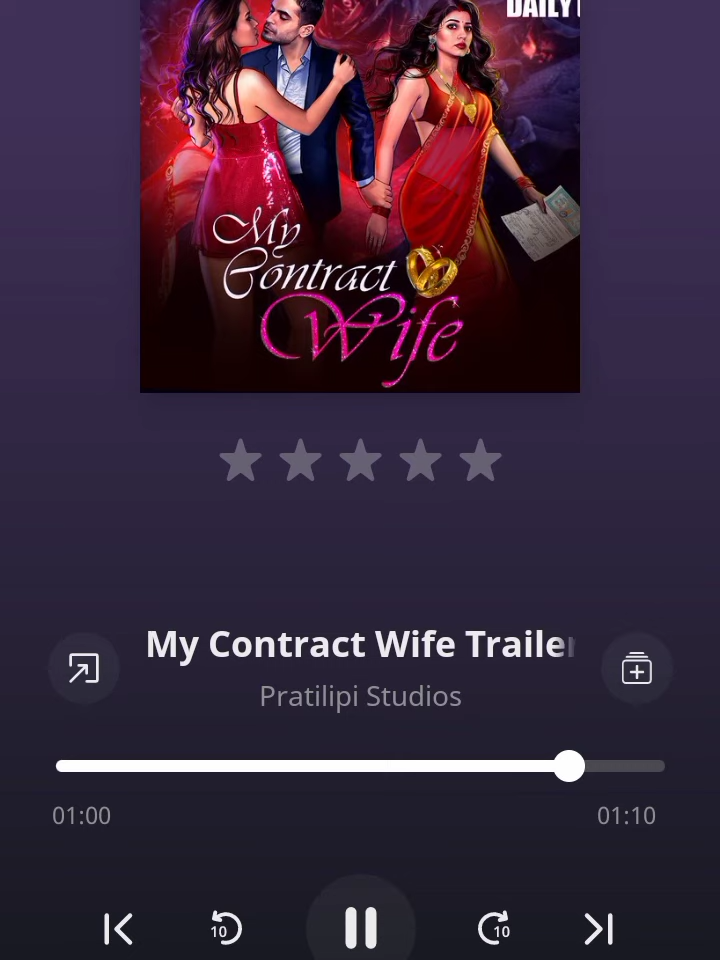 DAILY
My
Contract
Wife
My Contract Wife Trailer
Pratilipi Studios
01:00
01:10
10
10